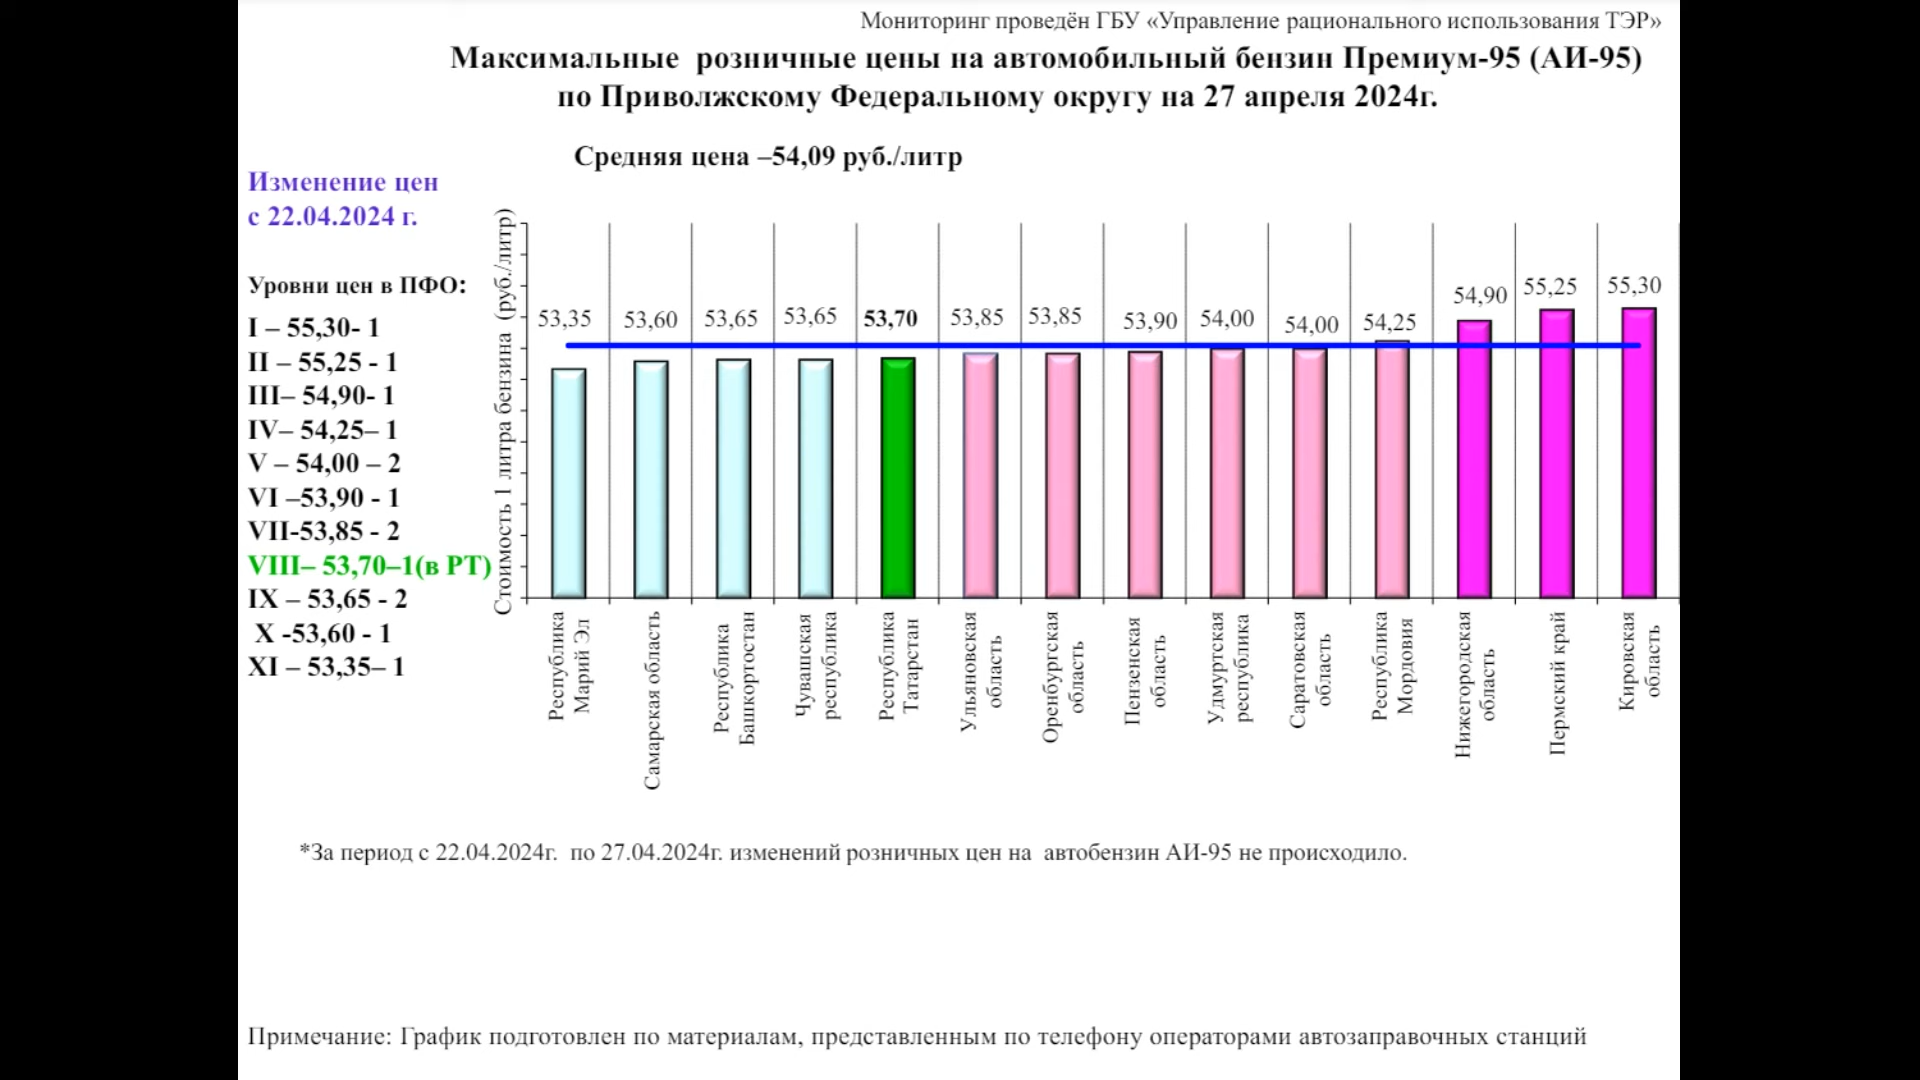 Мониторинг проведён ГБУ «Управление рационального использования ТЭР»
Максимальные розничные цены на автомобильный бензин Премиум-95 (АИ-95)
по Приволжскому Федеральному округу на 27 апреля 2024г.
Средняя цена –54,09 руб./литр
Изменение цен
с 22.04.2024 г.
Уровни цен в ПФО:
I – 55,30- 1
II – 55,25 - 1
III– 54,90- 1
IV– 54,25– 1
V – 54,00 – 2
VI –53,90 - 1
VII-53,85 - 2
VIII– 53,70–1(в РТ)
IX – 53,65 - 2
X -53,60 - 1
XI – 53,35– 1
Стоимость 1 литра бензина (руб./литр)
53,35
53,60
53,65
53,65
53,70
53,85
53,85
53,90
54,00
54,00
54,25
54,90
55,25
55,30
Республика
Марий Эл
Самарская область
Республика
Башкортостан
Чувашская
республика
Республика
Татарстан
Ульяновская
область
Оренбургская
область
Пензенская
область
Удмуртская
республика
Саратовская
область
Республика
Мордовия
Нижегородская
область
Пермский край
Кировская
область
*За период с 22.04.2024г. по 27.04.2024г. изменений розничных цен на автобензин АИ-95 не происходило.
Примечание: График подготовлен по материалам, представленным по телефону операторами автозаправочных станций